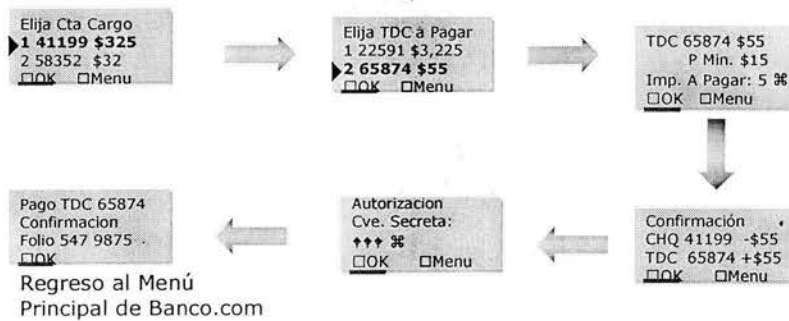 Elija Cta Cargo
1 41199 $325
2 58352 $32
□OK □Menu
Elija TDC a Pagar
1 22591 $3,225
2 65874 $55
□OK □Menu
TDC 65874 $55
P Min. $15
Imp. A Pagar: 5 ⌘
□OK □Menu
Confirmación
CHQ 41199 -$55
TDC 65874 +$55
□OK □Menu
Autorizacion
Cve. Secreta:
⌘
□OK □Menu
Pago TDC 65874
Confirmacion
Folio 547 9875
□OK
Regreso al Menú
Principal de Banco.com